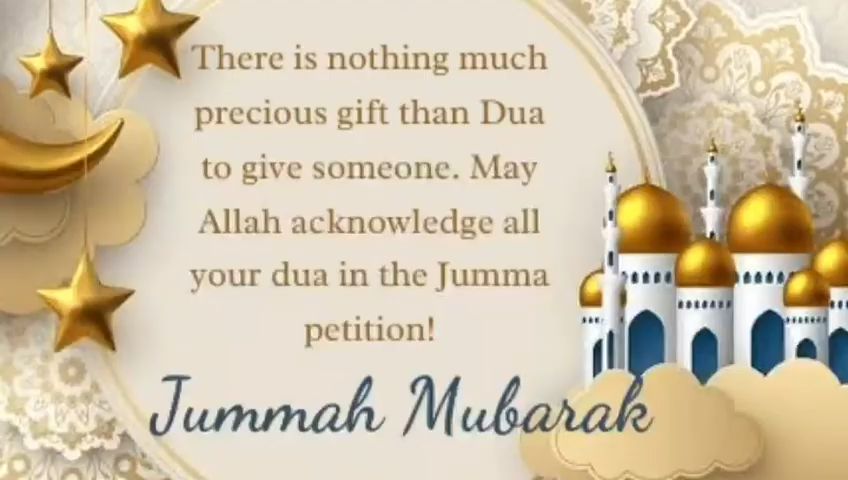 There is nothing much
precious gift than Dua
to give someone. May
Allah acknowledge all
your dua in the Jumma
petition!
Jummah Mubarak